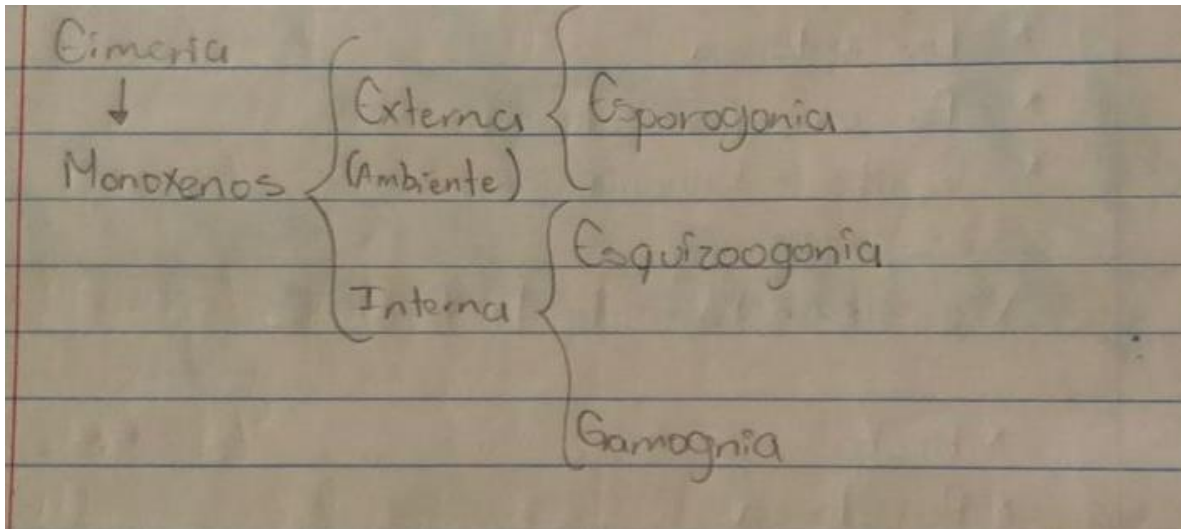 Eimeria
Monoxenos
Externa
(Ambiente)
Esporogonia
Interna
Esquizoogonia
Gamognia